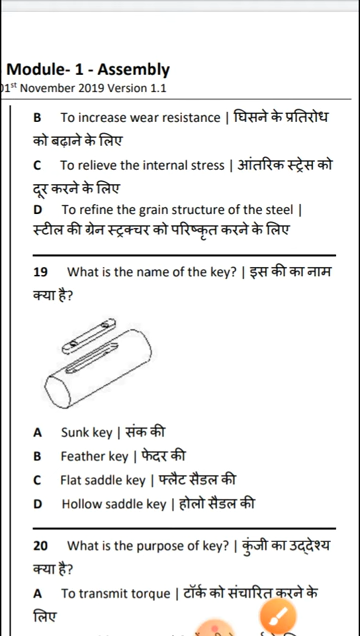 Module- 1 - Assembly
01st November 2019 Version 1.1
B To increase wear resistance | घिसने के प्रतिरोध
को बढ़ाने के लिए
C To relieve the internal stress | आंतरिक स्ट्रेस को
दूर करने के लिए
D To refine the grain structure of the steel |
स्टील की ग्रेन स्ट्रक्चर को परिष्कृत करने के लिए
19 What is the name of the key? | इस की का नाम
क्या है?
A Sunk key | संक की
B Feather key | फेदर की
C Flat saddle key | फ्लैट सैडल की
D Hollow saddle key | होलो सैडल की
20 What is the purpose of key? | कुंजी का उद्देश्य
क्या है?
A To transmit torque | टॉर्क को संचारित करने के
लिए